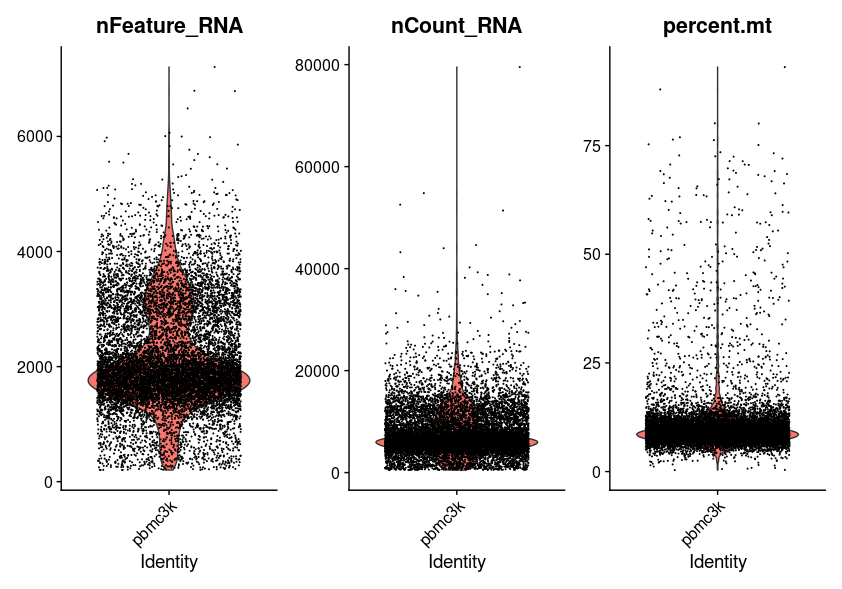 nFeature_RNA
6000
4000
2000
0
pbmc3k
Identity
nCount_RNA
80000
60000
40000
20000
0
pbmc3k
Identity
percent.mt
75
50
25
0
pbmc3k
Identity